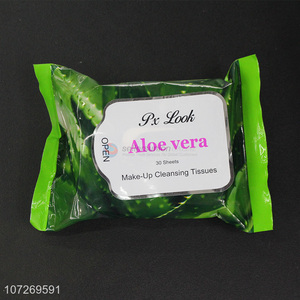 Px Look
OPEN
Aloe vera
30 Sheets
Make-Up Cleansing Tissues
107269591